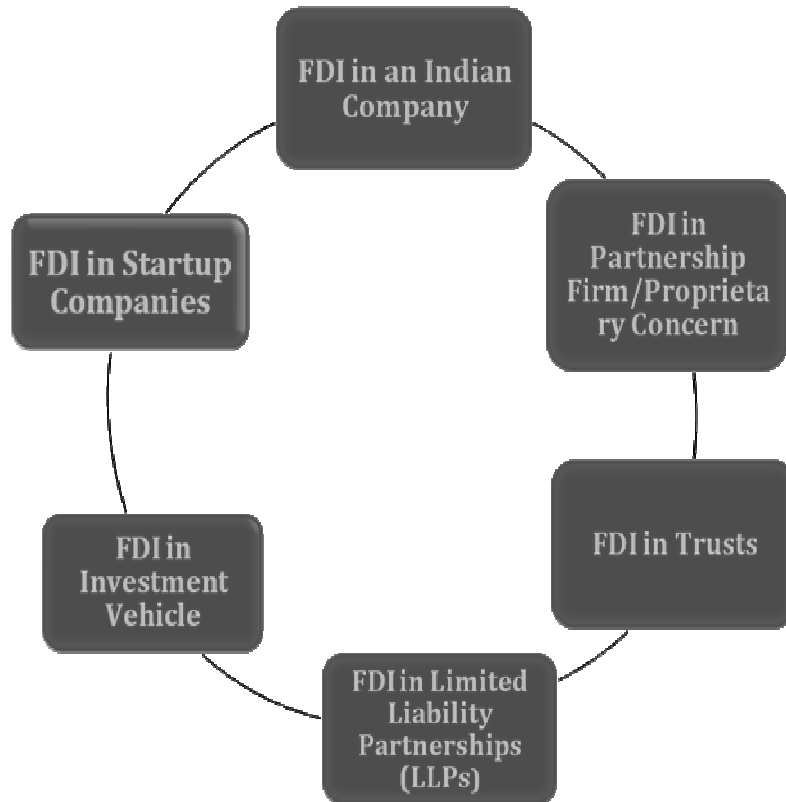 FDI in an Indian
Company
FDI in
Partnership
Firm/Proprieta
ry Concern
FDI in Trusts
FDI in Limited
Liability
Partnerships
(LLPs)
FDI in
Investment
Vehicle
FDI in Startup
Companies